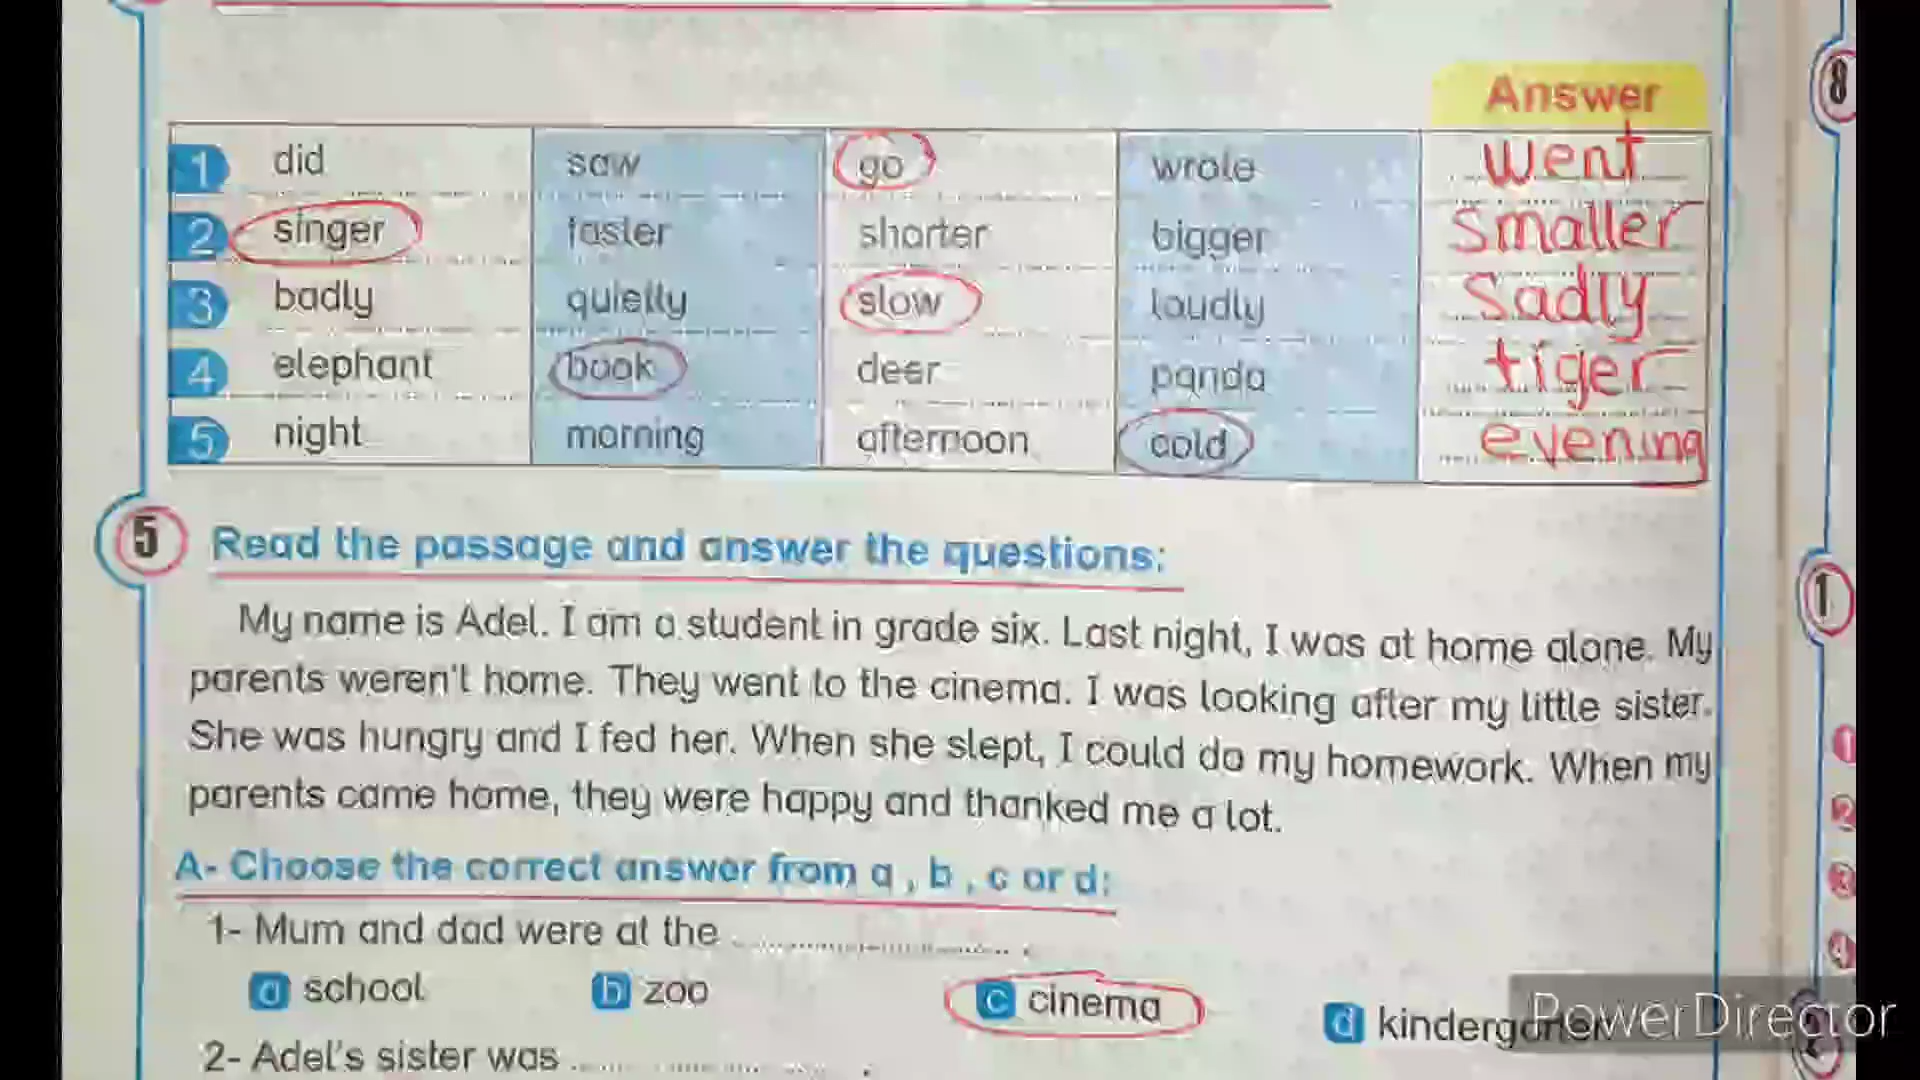 Answer
1 did saw go wrote went
2 singer faster shorter bigger smaller
3 badly quietly slow loudly sadly
4 elephant book deer panda tiger
5 night morning afternoon cold evening
5 Read the passage and answer the questions:
My name is Adel. I am a student in grade six. Last night, I was at home alone. My
parents weren't home. They went to the cinema. I was looking after my little sister.
She was hungry and I fed her. When she slept, I could do my homework. When my
parents came home, they were happy and thanked me a lot.
A- Choose the correct answer from a , b , c or d:
1- Mum and dad were at the .................... .
a school b zoo c cinema d kindergarten
2- Adel's sister was .................... .
PowerDirector
8
1
1
2
3
4